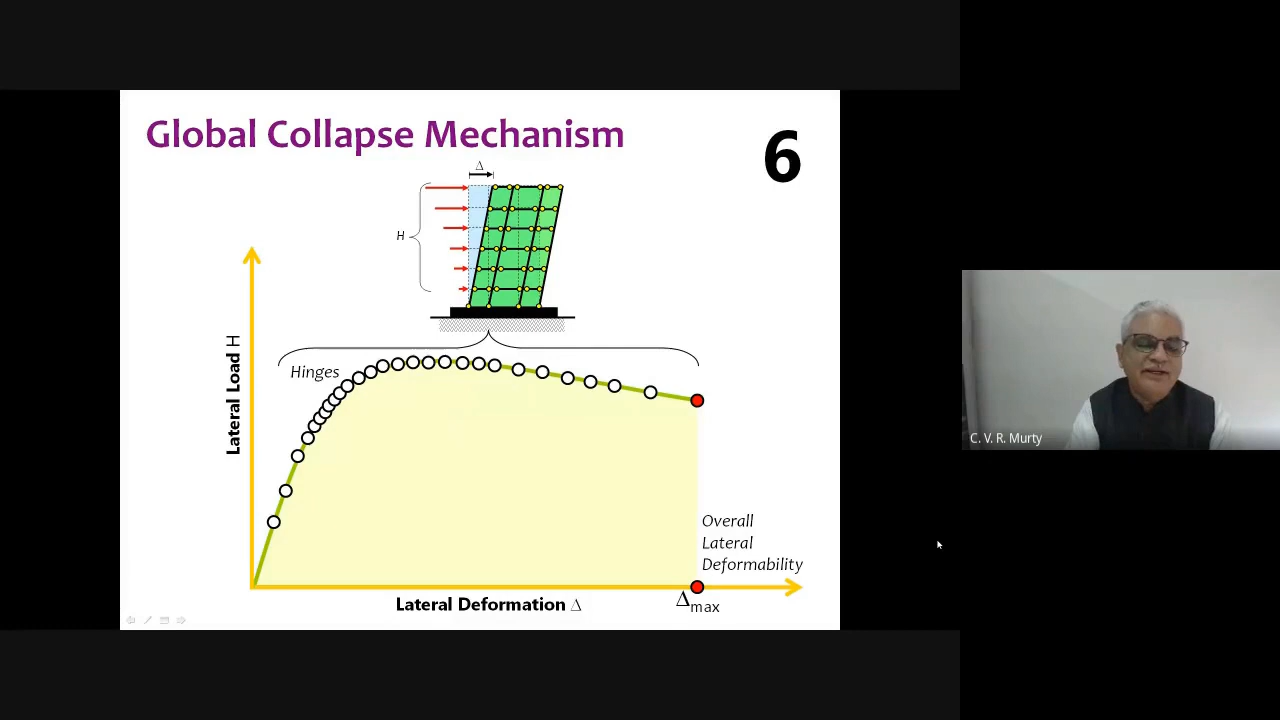 Global Collapse Mechanism
6
Δ
H
Lateral Load H
Hinges
Overall
Lateral
Deformability
Lateral Deformation Δ
Δmax
C. V. R. Murty